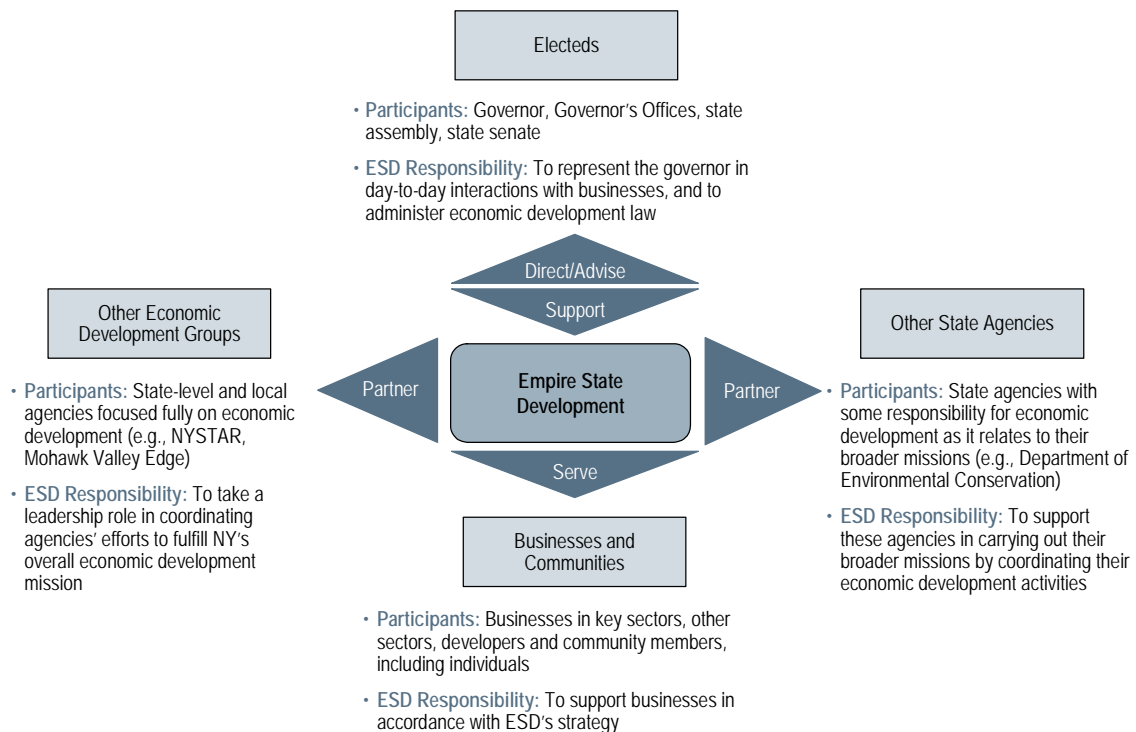 Electeds
• Participants: Governor, Governor's Offices, state
assembly, state senate
• ESD Responsibility: To represent the governor in
day-to-day interactions with businesses, and to
administer economic development law
Direct/Advise
Support
Other Economic
Development Groups
• Participants: State-level and local
agencies focused fully on economic
development (e.g., NYSTAR,
Mohawk Valley Edge)
• ESD Responsibility: To take a
leadership role in coordinating
agencies' efforts to fulfill NY's
overall economic development
mission
Partner
Empire State
Development
Partner
Other State Agencies
• Participants: State agencies with
some responsibility for economic
development as it relates to their
broader missions (e.g., Department of
Environmental Conservation)
• ESD Responsibility: To support
these agencies in carrying out their
broader missions by coordinating their
economic development activities
Serve
Businesses and
Communities
• Participants: Businesses in key sectors, other
sectors, developers and community members,
including individuals
• ESD Responsibility: To support businesses in
accordance with ESD's strategy